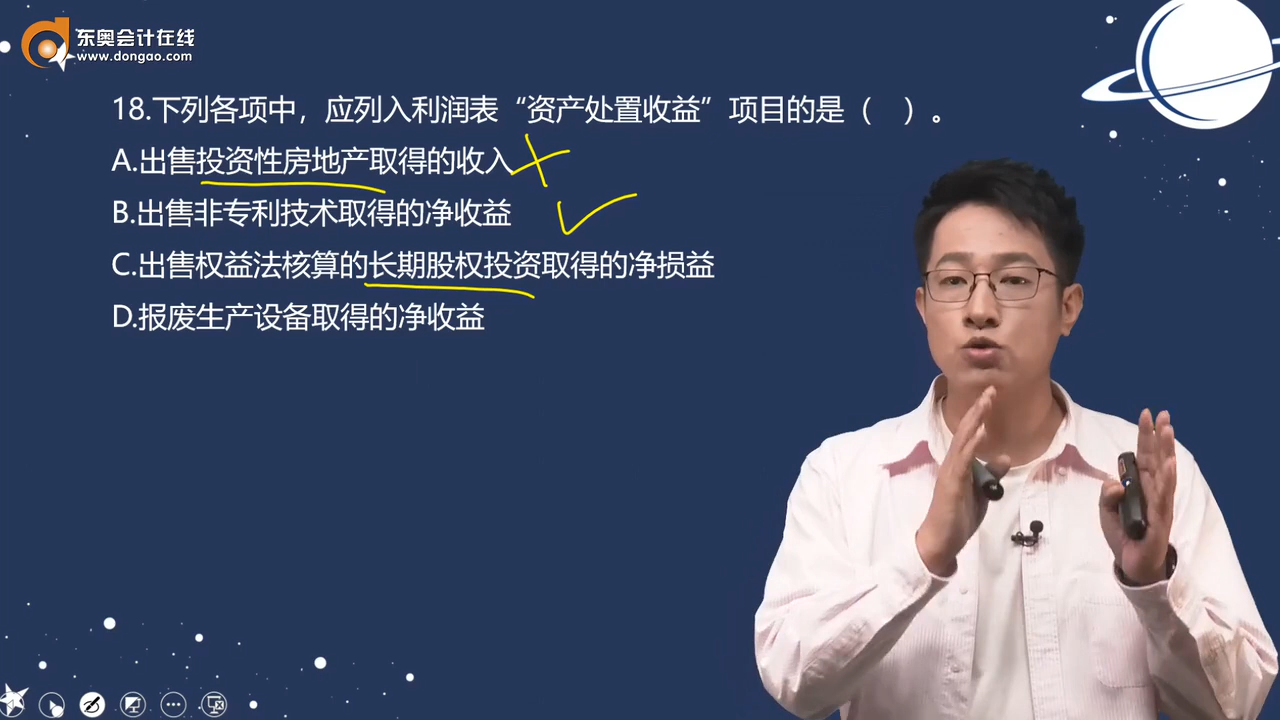 东奥会计在线
www.dongao.com
18.下列各项中，应列入利润表“资产处置收益”项目的是（ ）。
A.出售投资性房地产取得的收入
B.出售非专利技术取得的净收益
C.出售权益法核算的长期股权投资取得的净损益
D.报废生产设备取得的净收益